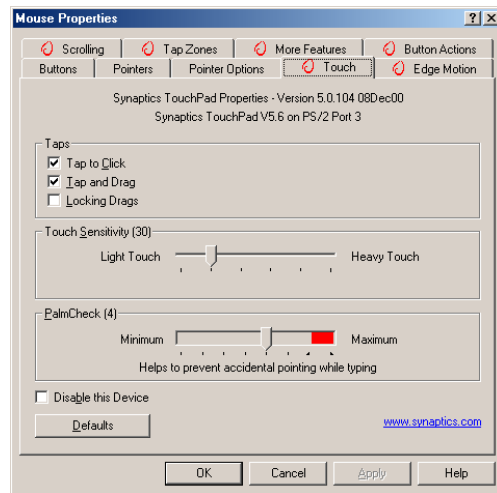 Mouse Properties
Scrolling Tap Zones More Features Button Actions
Buttons Pointers Pointer Options Touch Edge Motion
Synaptics TouchPad Properties - Version 5.0.104 08Dec00
Synaptics TouchPad V5.6 on PS/2 Port 3
Taps
Tap to Click
Tap and Drag
Locking Drags
Touch Sensitivity (30)
Light Touch Heavy Touch
PalmCheck (4)
Minimum Maximum
Helps to prevent accidental pointing while typing
Disable this Device
Defaults www.synaptics.com
OK Cancel Apply Help